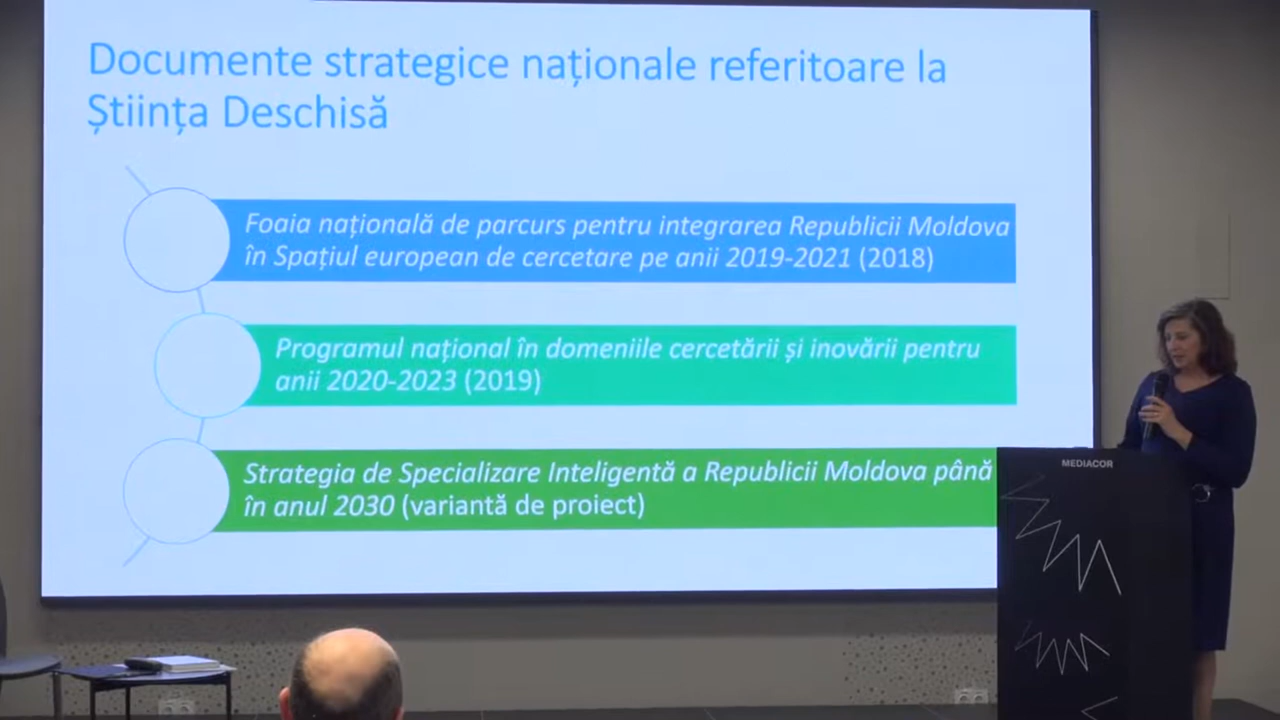 Documente strategice naționale referitoare la
Știința Deschisă
Foaia națională de parcurs pentru integrarea Republicii Moldova
în Spațiul european de cercetare pe anii 2019-2021 (2018)
Programul național în domeniile cercetării și inovării pentru
anii 2020-2023 (2019)
Strategia de Specializare Inteligentă a Republicii Moldova până
în anul 2030 (variantă de proiect)
MEDIACOR